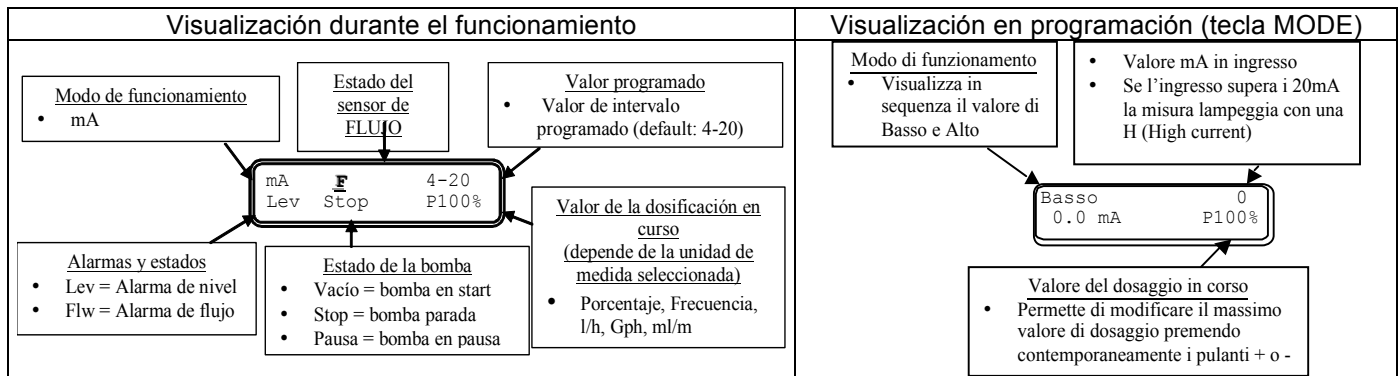 Visualización durante el funcionamiento
Modo de funcionamiento
• mA
Estado del
sensor de
FLUJO
Valor programado
• Valor de intervalo
programado (default: 4-20)
mA F 4-20
Lev Stop P100%
Alarmas y estados
• Lev = Alarma de nivel
• Flw = Alarma de flujo
Estado de la bomba
• Vacío = bomba en start
• Stop = bomba parada
• Pausa = bomba en pausa
Valor de la dosificación en
curso
(depende de la unidad de
medida seleccionada)
• Porcentaje, Frecuencia,
l/h, Gph, ml/m
Visualización en programación (tecla MODE)
Modo di funzionamento
• Visualizza in
sequenza il valore di
Basso e Alto
• Valore mA in ingresso
• Se l’ingresso supera i 20mA
la misura lampeggia con una
H (High current)
Basso 0
0.0 mA P100%
Valore del dosaggio in corso
• Permette di modificare il massimo
valore di dosaggio premendo
contemporaneamente i pulanti + o -